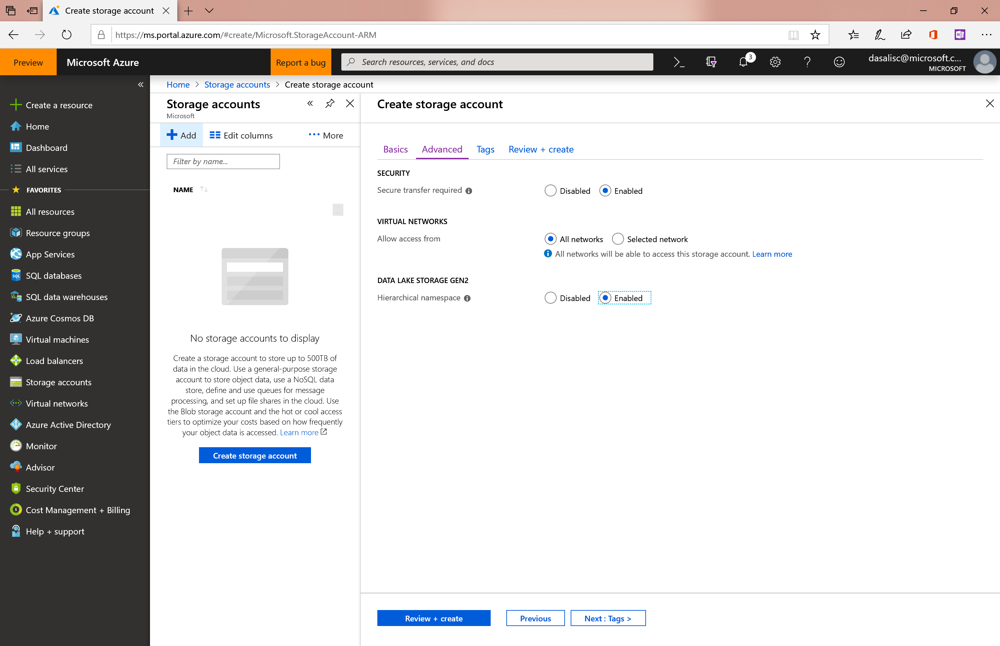 Create storage account
https://ms.portal.azure.com/#create/Microsoft.StorageAccount-ARM
Preview
Microsoft Azure
Report a bug
Search resources, services, and docs
3
dasalisc@microsoft.c...
MICROSOFT
Create a resource
Home
Dashboard
All services
FAVORITES
All resources
Resource groups
App Services
SQL
SQL databases
SQL data warehouses
Azure Cosmos DB
Virtual machines
Load balancers
Storage accounts
Virtual networks
Azure Active Directory
Monitor
Advisor
Security Center
Cost Management + Billing
Help + support
Home > Storage accounts > Create storage account
Storage accounts
Microsoft
Add
Edit columns
More
Filter by name...
NAME
No storage accounts to display
Create a storage account to store up to 500TB of
data in the cloud. Use a general-purpose storage
account to store object data, use a NoSQL data
store, define and use queues for message
processing, and set up file shares in the cloud. Use
the Blob storage account and the hot or cool access
tiers to optimize your costs based on how frequently
your object data is accessed. Learn more
Create storage account
Create storage account
Basics Advanced Tags Review + create
SECURITY
Secure transfer required Disabled Enabled
VIRTUAL NETWORKS
Allow access from All networks Selected network
All networks will be able to access this storage account. Learn more
DATA LAKE STORAGE GEN2
Hierarchical namespace Disabled Enabled
Review + create
Previous
Next : Tags >